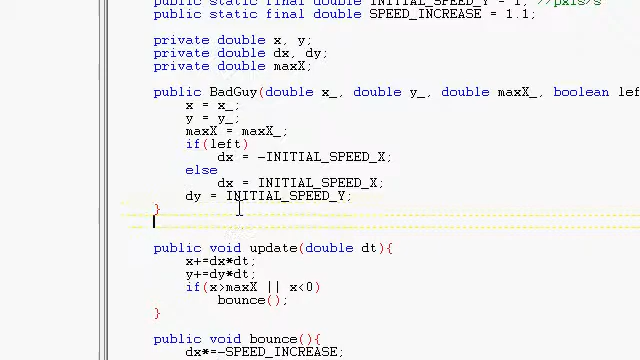 public static final double INITIAL_SPEED_Y = 1; //pxls/s
public static final double SPEED_INCREASE = 1.1;
private double x, y;
private double dx, dy;
private double maxX;
public BadGuy(double x_, double y_, double maxX_, boolean lef
x = x_;
y = y_;
maxX = maxX_;
if(left)
dx = -INITIAL_SPEED_X;
else
dx = INITIAL_SPEED_X;
dy = INITIAL_SPEED_Y;
}
public void update(double dt){
x+=dx*dt;
y+=dy*dt;
if(x>maxX || x<0)
bounce();
}
public void bounce(){
dx*=-SPEED_INCREASE;